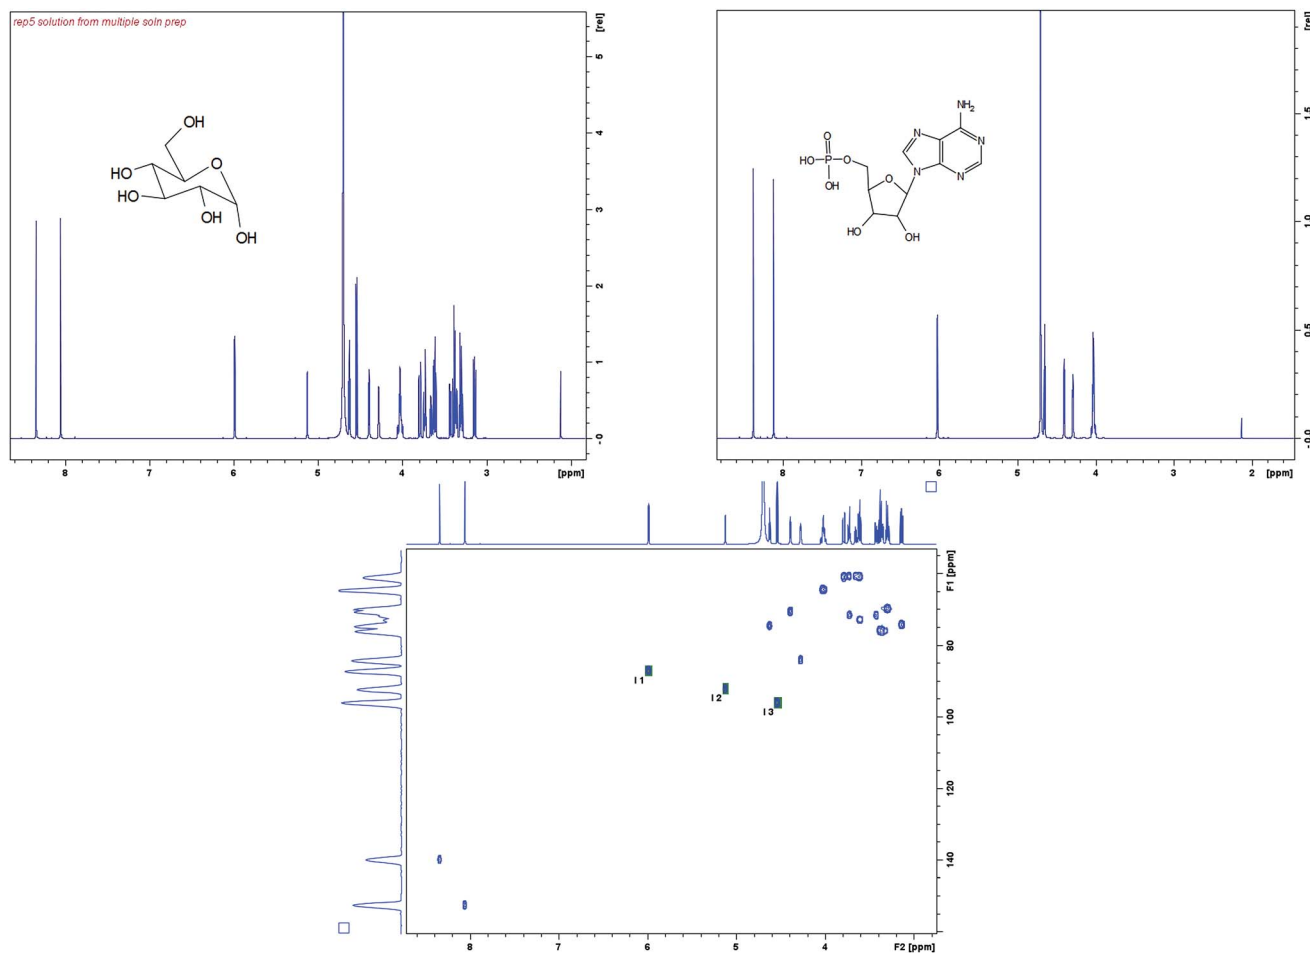 rep5 solution from multiple soln prep
[rel]
5
4
3
2
1
0
OH
HO
O
HO
OH
OH
8
7
6
5
4
3
[ppm]
[rel]
1.5
1.0
0.5
-0.0
NH₂
N
N
N
N
O
HO
P
O
OH
O
HO
OH
8
7
6
5
4
3
2
[ppm]
F1 [ppm]
80
100
120
140
I 1
I 2
I 3
8
7
6
5
4
F2 [ppm]